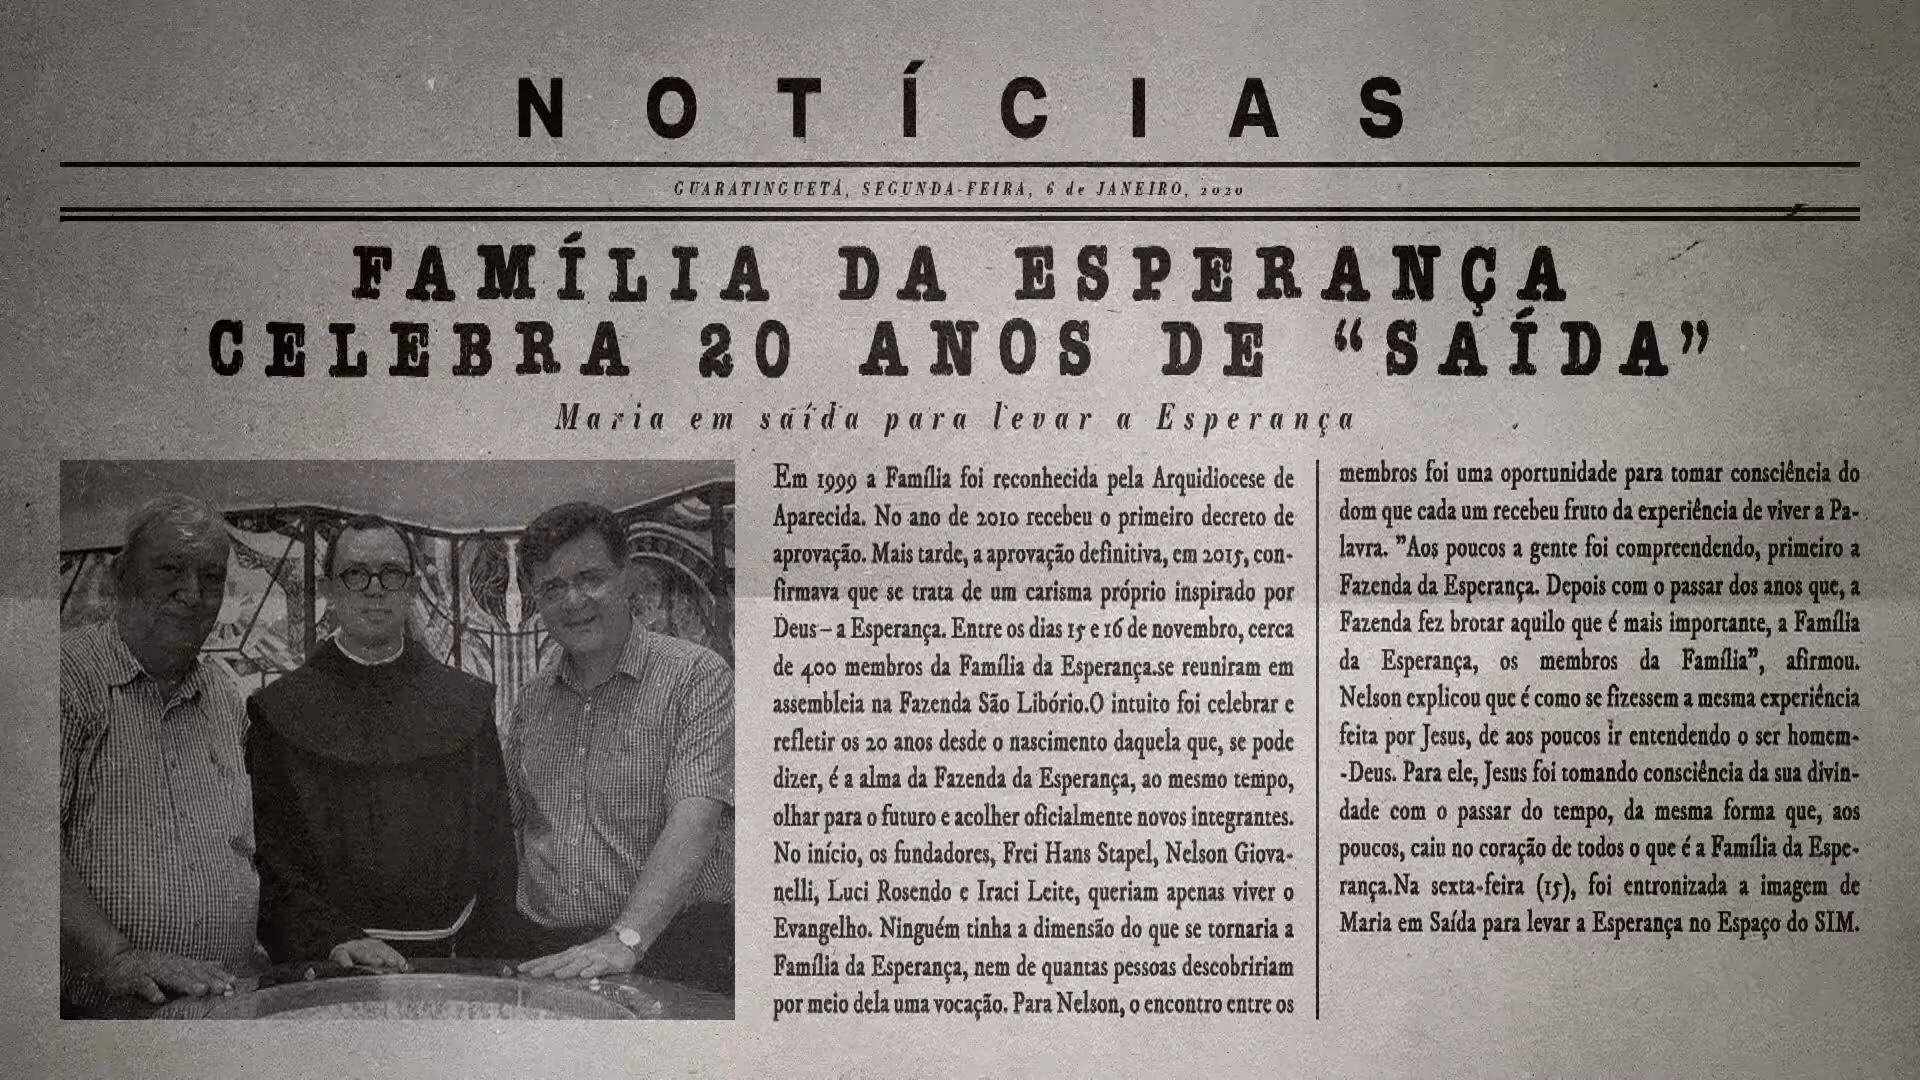 NOTÍCIAS
GUARATINGUETÁ, SEGUNDA-FEIRA, 6 de JANEIRO, 2020
FAMÍLIA DA ESPERANÇA
CELEBRA 20 ANOS DE “SAÍDA”
Maria em saída para levar a Esperança
Em 1999 a Família foi reconhecida pela Arquidiocese de
Aparecida. No ano de 2010 recebeu o primeiro decreto de
aprovação. Mais tarde, a aprovação definitiva, em 2015, con-
firmava que se trata de um carisma próprio inspirado por
Deus – a Esperança. Entre os dias 15 e 16 de novembro, cerca
de 400 membros da Família da Esperança.se reuniram em
assembleia na Fazenda São Libório.O intuito foi celebrar e
refletir os 20 anos desde o nascimento daquela que, se pode
dizer, é a alma da Fazenda da Esperança, ao mesmo tempo,
olhar para o futuro e acolher oficialmente novos integrantes.
No início, os fundadores, Frei Hans Stapel, Nelson Giova-
nelli, Luci Rosendo e Iraci Leite, queriam apenas viver o
Evangelho. Ninguém tinha a dimensão do que se tornaria a
Família da Esperança, nem de quantas pessoas descobririam
por meio dela uma vocação. Para Nelson, o encontro entre os
membros foi uma oportunidade para tomar consciência do
dom que cada um recebeu fruto da experiência de viver a Pa-
lavra. ”Aos poucos a gente foi compreendendo, primeiro a
Fazenda da Esperança. Depois com o passar dos anos que, a
Fazenda fez brotar aquilo que é mais importante, a Família
da Esperança, os membros da Família”, afirmou.
Nelson explicou que é como se fizessem a mesma experiência
feita por Jesus, de aos poucos ir entendendo o ser homem-
-Deus. Para ele, Jesus foi tomando consciência da sua divin-
dade com o passar do tempo, da mesma forma que, aos
poucos, caiu no coração de todos o que é a Família da Espe-
rança.Na sexta-feira (15), foi entronizada a imagem de
Maria em Saída para levar a Esperança no Espaço do SIM.